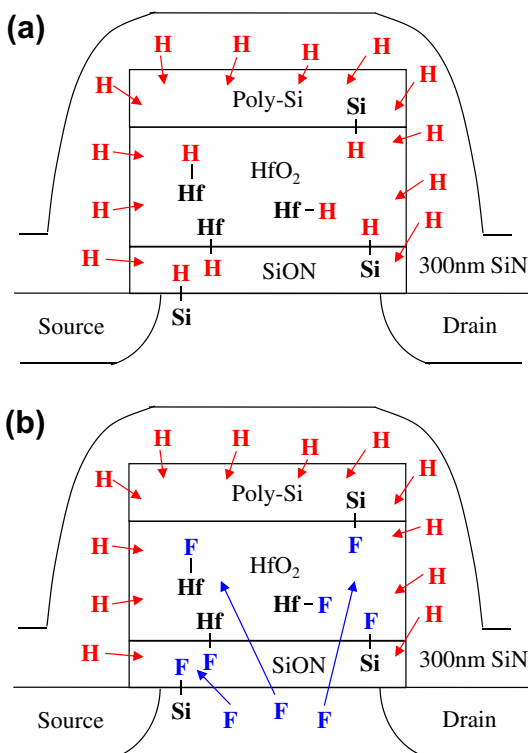 (a)
H H H H
H Poly-Si Si H
H H H HfO₂ H
Hf Hf H H
H Hf H H
H H H SiON Si 300nm SiN
Si
Source Drain
(b)
H H H H
H Poly-Si Si H
H F HfO₂ F H
Hf Hf F H
H Hf F H
H F F SiON Si 300nm SiN
Si F F F
Source Drain